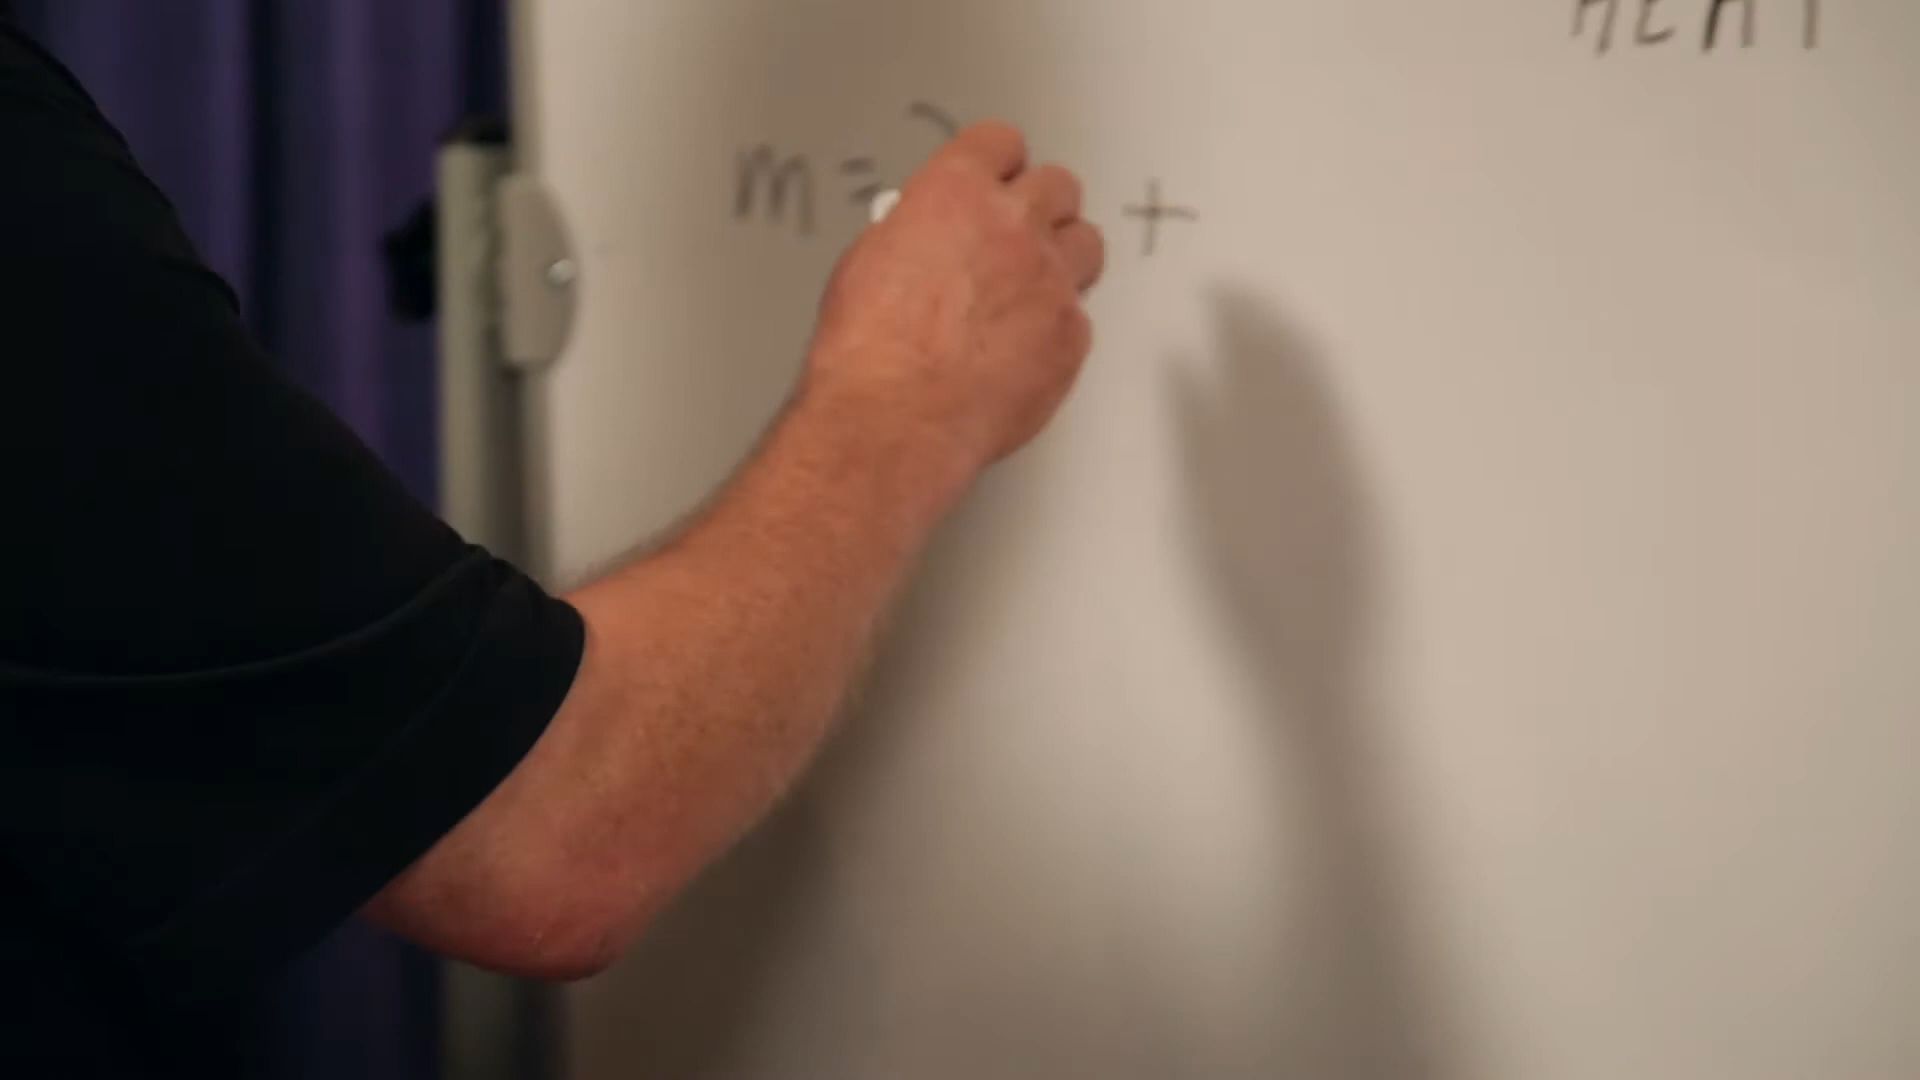 HEAT
m = +